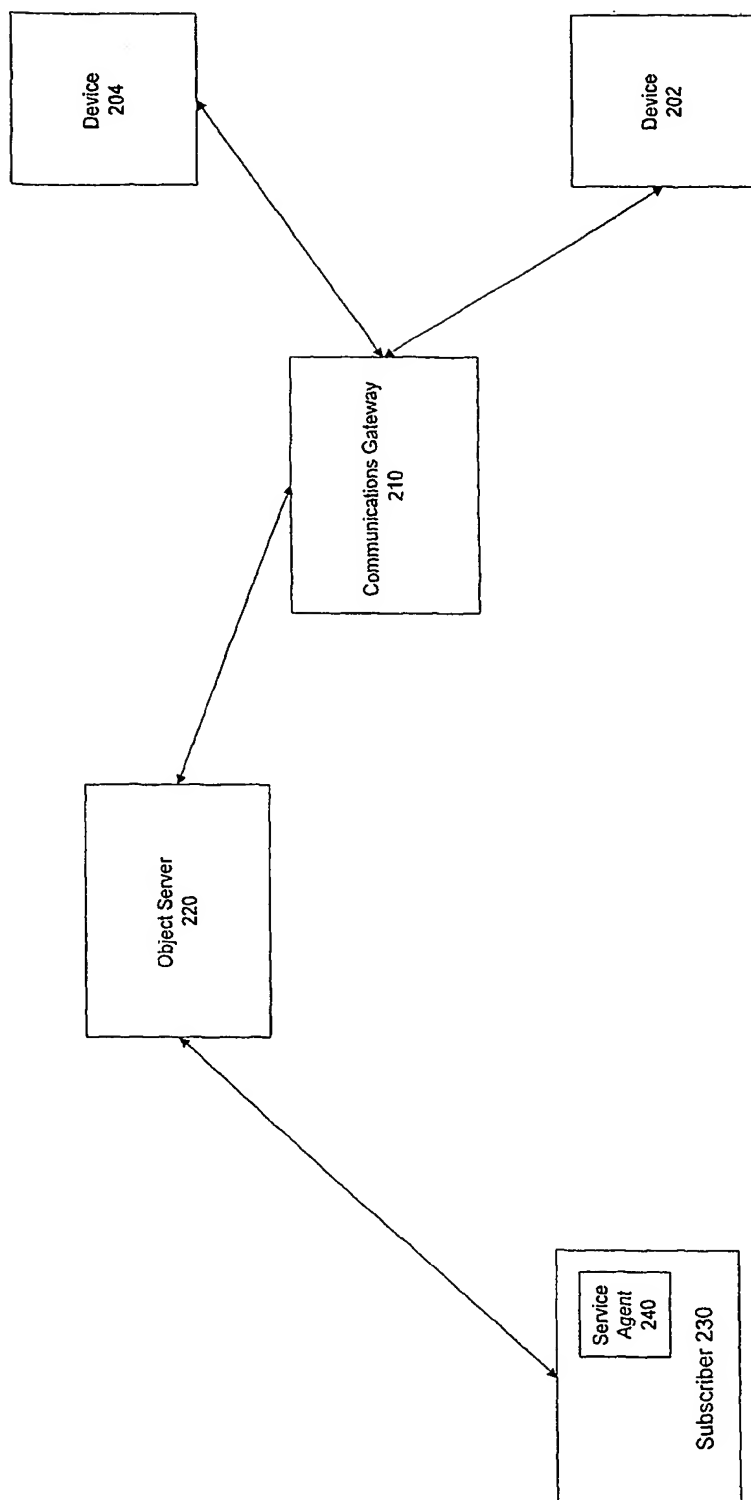 Device
204
Device
202
Communications Gateway
210
Object Server
220
Service
Agent
240
Subscriber 230